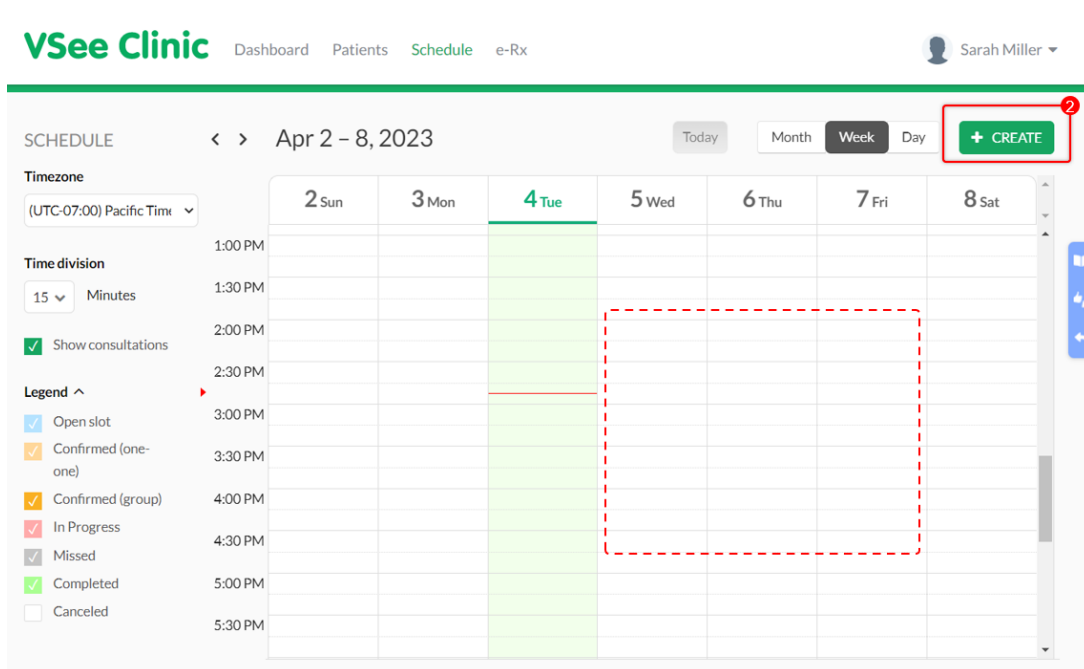 VSee Clinic Dashboard Patients Schedule e-Rx Sarah Miller
2
SCHEDULE Apr 2 – 8, 2023 Today Month Week Day + CREATE
Timezone
(UTC-07:00) Pacific Time
2 Sun 3 Mon 4 Tue 5 Wed 6 Thu 7 Fri 8 Sat
1:00 PM
Time division
15 Minutes
1:30 PM
2:00 PM
Show consultations
2:30 PM
Legend
3:00 PM
Open slot
Confirmed (one-
one)
3:30 PM
Confirmed (group)
4:00 PM
In Progress
4:30 PM
Missed
Completed
5:00 PM
Canceled
5:30 PM